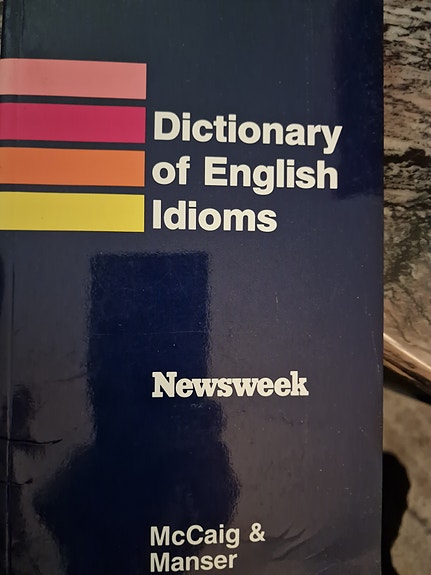 Dictionary
of English
Idioms
Newsweek
McCaig &
Manser